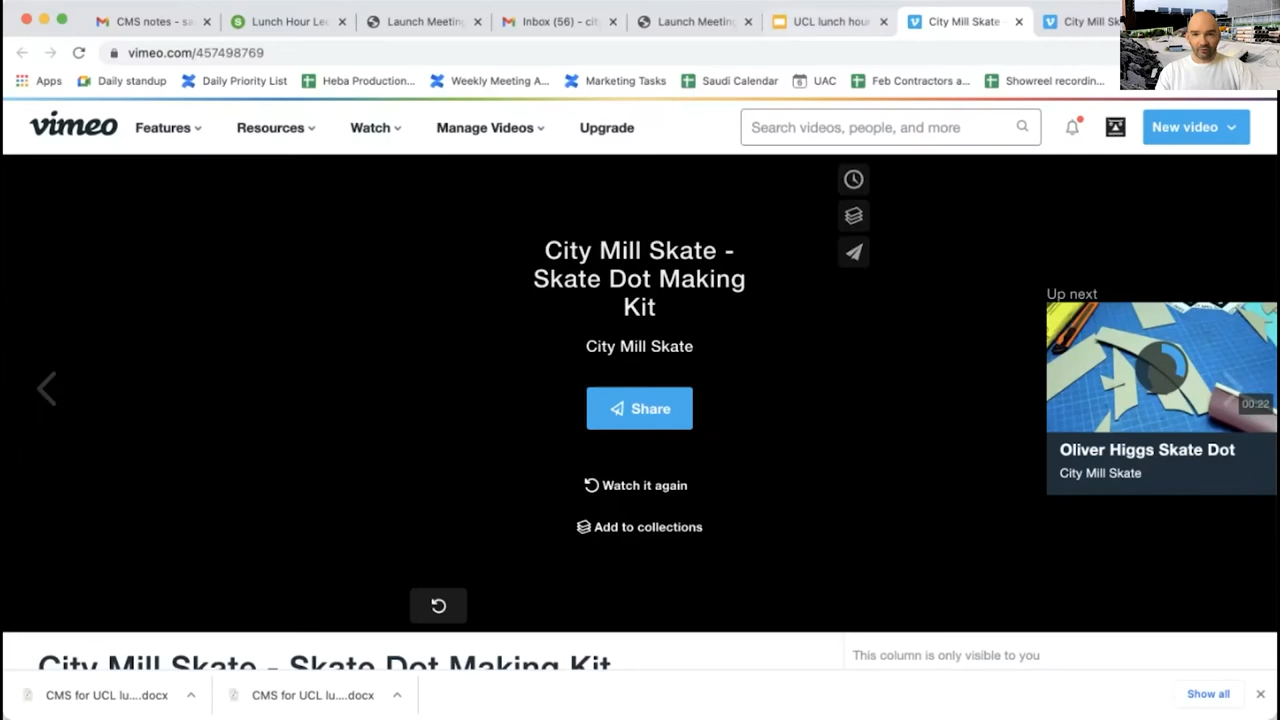 CMS notes - sa
Lunch Hour Le
Launch Meetin
Inbox (56) - cit
Launch Meetin
UCL lunch hour
City Mill Skate
City Mill Sk
vimeo.com/457498769
Apps
Daily standup
Daily Priority List
Heba Production...
Weekly Meeting A...
Marketing Tasks
Saudi Calendar
UAC
Feb Contractors a...
Showreel recordin...
vimeo
Features
Resources
Watch
Manage Videos
Upgrade
Search videos, people, and more
New video
City Mill Skate -
Skate Dot Making
Kit
City Mill Skate
Share
Watch it again
Add to collections
Up next
00:22
Oliver Higgs Skate Dot
City Mill Skate
City Mill Skate - Skate Dot Making Kit
This column is only visible to you
CMS for UCL lu....docx
CMS for UCL lu....docx
Show all